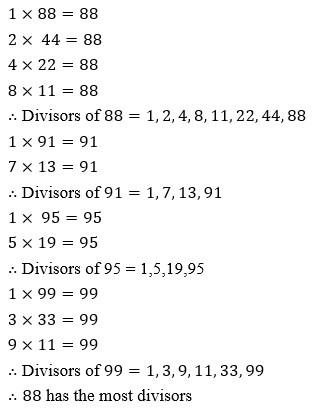 1 × 88 = 88
2 × 44 = 88
4 × 22 = 88
8 × 11 = 88
∴ Divisors of 88 = 1, 2, 4, 8, 11, 22, 44, 88
1 × 91 = 91
7 × 13 = 91
∴ Divisors of 91 = 1, 7, 13, 91
1 × 95 = 95
5 × 19 = 95
∴ Divisors of 95 = 1,5,19,95
1 × 99 = 99
3 × 33 = 99
9 × 11 = 99
∴ Divisors of 99 = 1, 3, 9, 11, 33, 99
∴ 88 has the most divisors